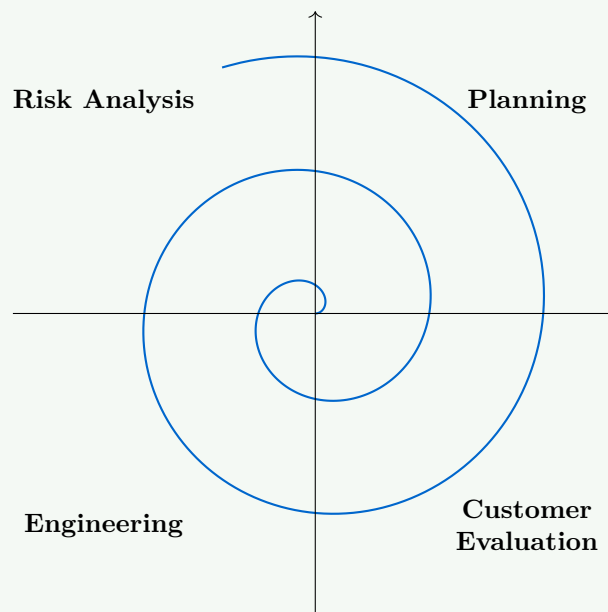 Risk Analysis
Planning
Engineering
Customer
Evaluation